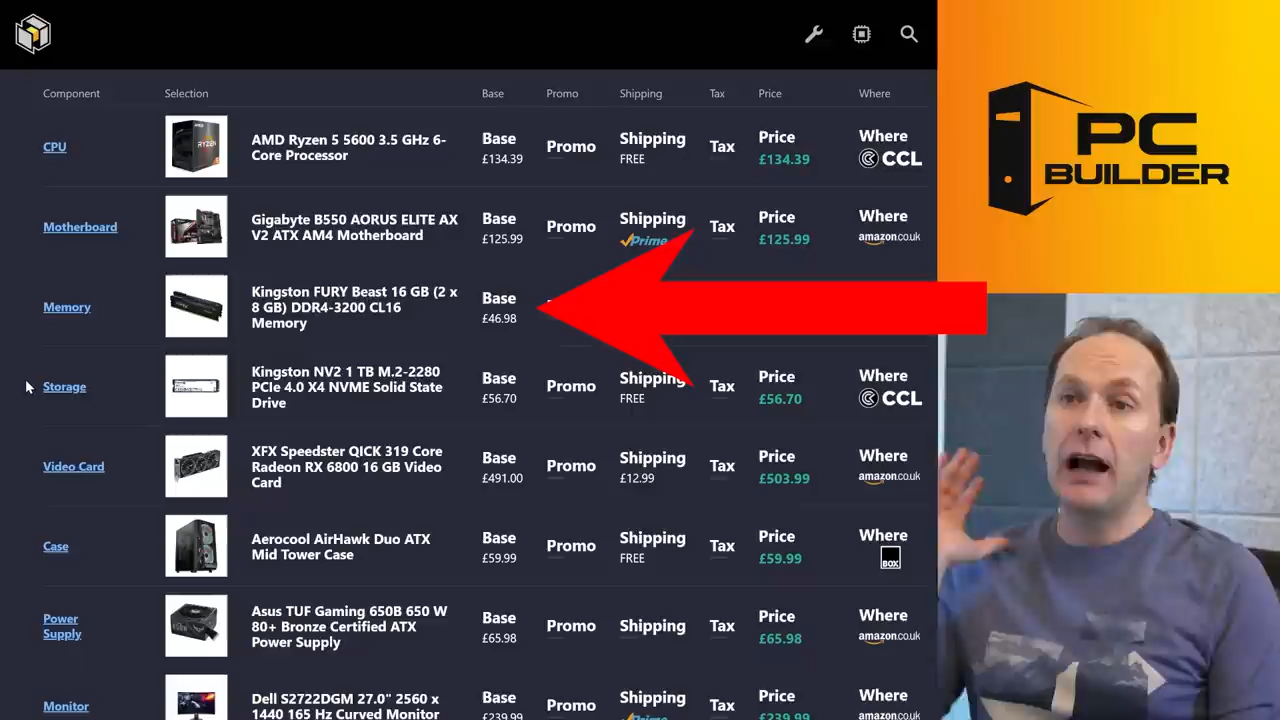 Component Selection Base Promo Shipping Tax Price Where
CPU
AMD Ryzen 5 5600 3.5 GHz 6-
Core Processor
Base
£134.39
Promo
Shipping
FREE
Tax
Price
£134.39
Where
CCL
Motherboard
Gigabyte B550 AORUS ELITE AX
V2 ATX AM4 Motherboard
Base
£125.99
Promo
Shipping
Prime
Tax
Price
£125.99
Where
amazon.co.uk
Memory
Kingston FURY Beast 16 GB (2 x
8 GB) DDR4-3200 CL16
Memory
Base
£46.98
Storage
Kingston NV2 1 TB M.2-2280
PCIe 4.0 X4 NVME Solid State
Drive
Base
£56.70
Promo
Shipping
FREE
Tax
Price
£56.70
Where
CCL
Video Card
XFX Speedster QICK 319 Core
Radeon RX 6800 16 GB Video
Card
Base
£491.00
Promo
Shipping
£12.99
Tax
Price
£503.99
Where
amazon.co.uk
Case
Aerocool AirHawk Duo ATX
Mid Tower Case
Base
£59.99
Promo
Shipping
FREE
Tax
Price
£59.99
Where
BOX
Power
Supply
Asus TUF Gaming 650B 650 W
80+ Bronze Certified ATX
Power Supply
Base
£65.98
Promo
Shipping
Tax
Price
£65.98
Where
amazon.co.uk
Monitor
Dell S2722DGM 27.0" 2560 x
1440 165 Hz Curved Monitor
Base
£239.99
Promo
Shipping
Prime
Tax
Price
£239.99
Where
amazon.co.uk
PC
BUILDER